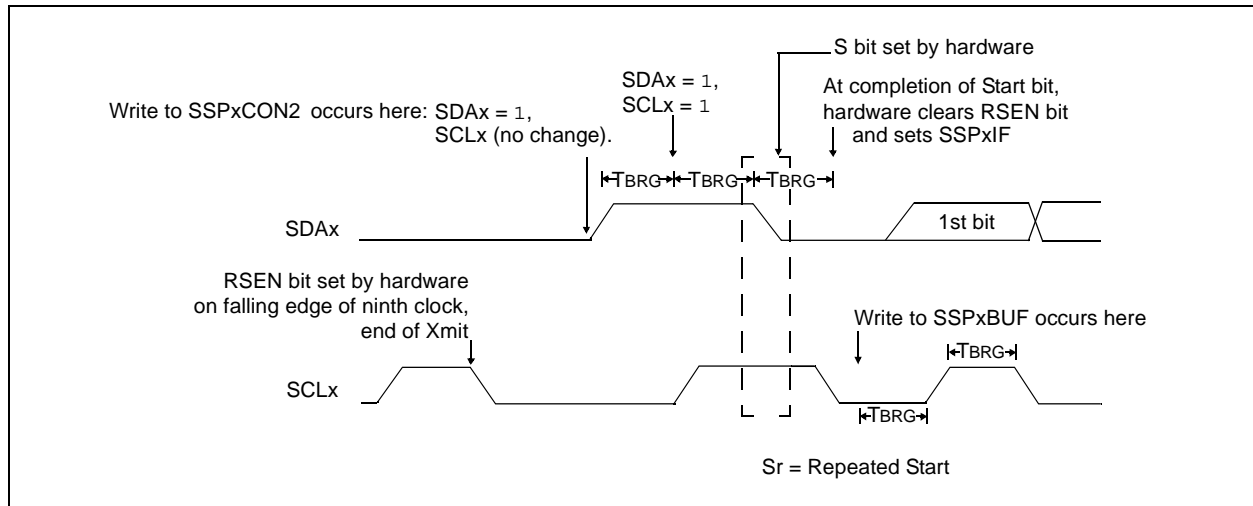 S bit set by hardware
SDAx = 1,
SCLx = 1
At completion of Start bit,
hardware clears RSEN bit
and sets SSPxIF
Write to SSPxCON2 occurs here: SDAx = 1,
SCLx (no change).
TBRG
TBRG
TBRG
SDAx
1st bit
RSEN bit set by hardware
on falling edge of ninth clock,
end of Xmit
Write to SSPxBUF occurs here
TBRG
SCLx
TBRG
Sr = Repeated Start